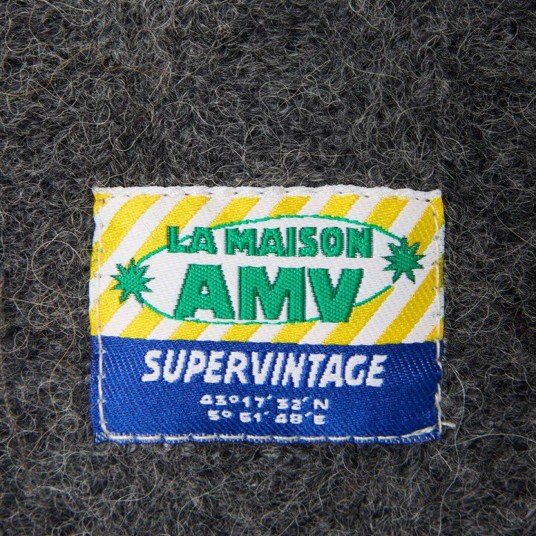 LA MAISON
AMV
SUPERVINTAGE
43°17'32'N
5° 51'48'E